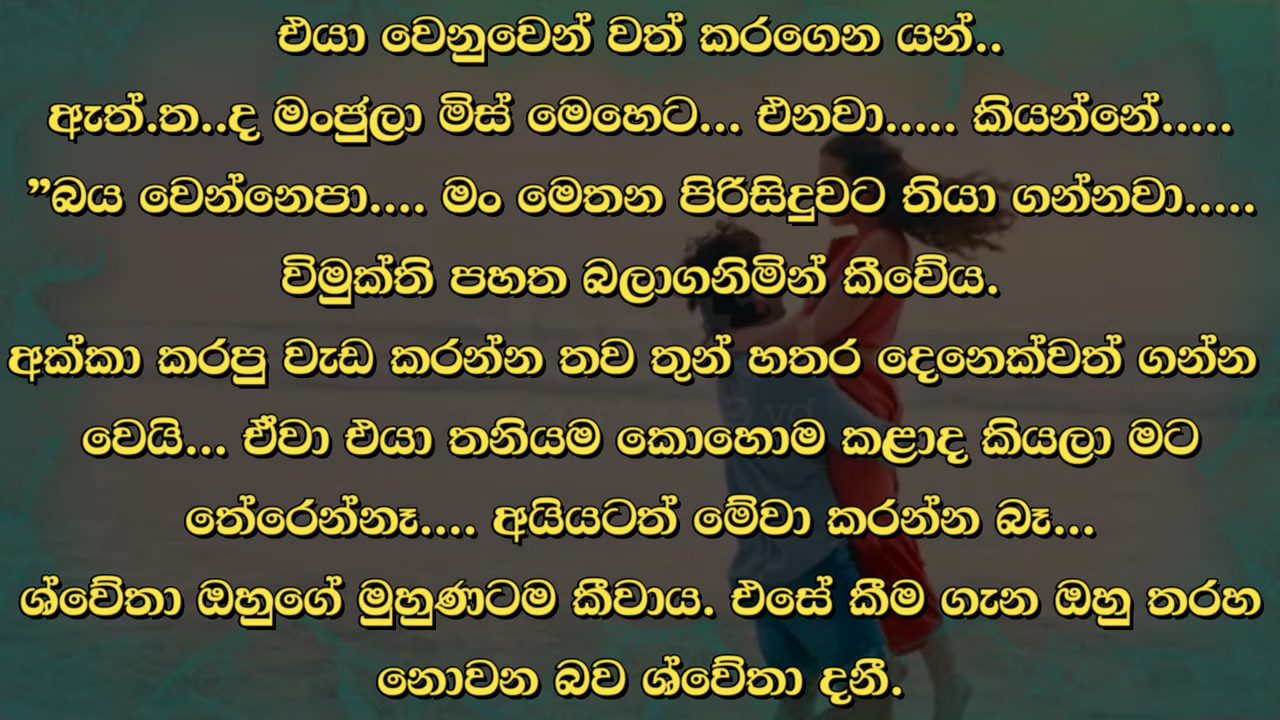 එයා වෙනුවෙන් වත් කරගෙන යන්..
ඇත්.ත..ද මංජුලා මිස් මෙහෙට... එනවා..... කියන්නේ.....
”බය වෙන්නෙපා.... මං මෙතන පිරිසිදුවට තියා ගන්නවා.....
විමුක්ති පහත බලාගනිමින් කීවේය.
අක්කා කරපු වැඩ කරන්න තව තුන් හතර දෙනෙක්වත් ගන්න
වෙයි... ඒවා එයා තනියම කොහොම කළාද කියලා මට
තේරෙන්නෑ.... අයියටත් මේවා කරන්න බෑ...
ශ්වේතා ඔහුගේ මුහුණටම කීවාය. එසේ කීම ගැන ඔහු තරහ
නොවන බව ශ්වේතා දනී.